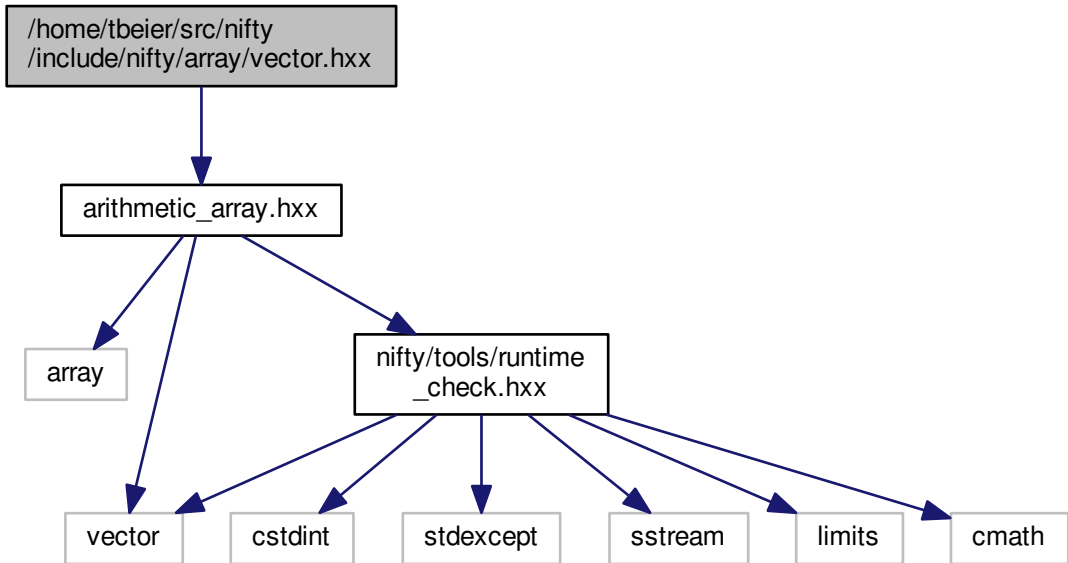 /home/tbeier/src/nifty
/include/nifty/array/vector.hxx
arithmetic_array.hxx
array
nifty/tools/runtime
_check.hxx
vector
cstdint
stdexcept
sstream
limits
cmath